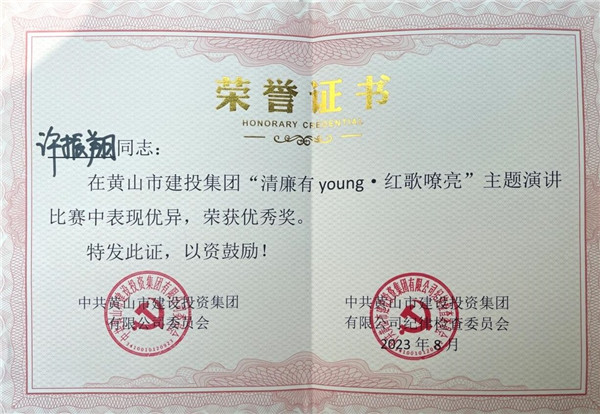 荣誉证书
HONORARY CREDENTIAL
许振翔同志：
在黄山市建投集团“清廉有young·红歌嘹亮”主题演讲
比赛中表现优异，荣获优秀奖。
特发此证，以资鼓励！
中共黄山市建设投资集团
有限公司委员会
中共黄山市建设投资集团
有限公司纪律检查委员会
2023年8月